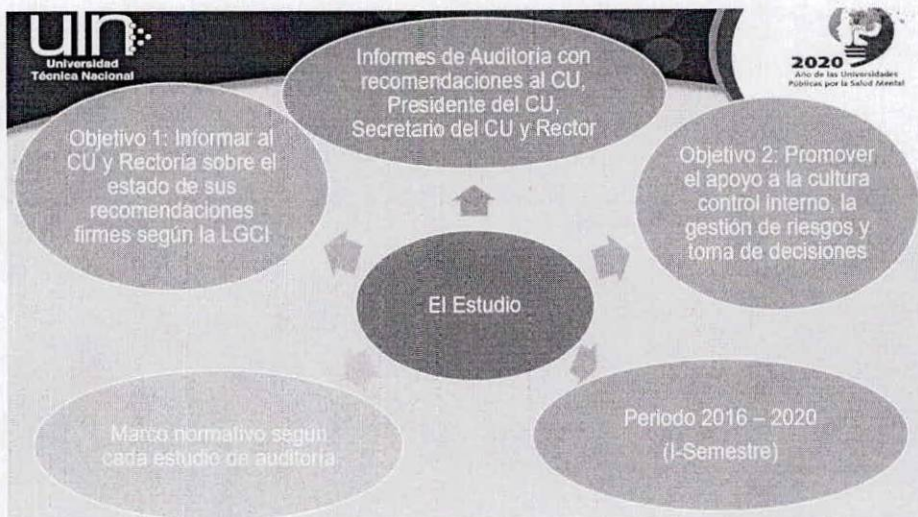 utn
Universidad
Técnica Nacional
2020
Año de las Universidades
Públicas por la Salud Mental
Informes de Auditoría con
recomendaciones al CU,
Presidente del CU,
Secretario del CU y Rector
Objetivo 1: Informar al
CU y Rectoría sobre el
estado de sus
recomendaciones
firmes según la LGCI
Objetivo 2: Promover
el apoyo a la cultura
control interno, la
gestión de riesgos y
toma de decisiones
El Estudio
Marco normativo según
cada estudio de auditoría
Periodo 2016 – 2020
(I-Semestre)